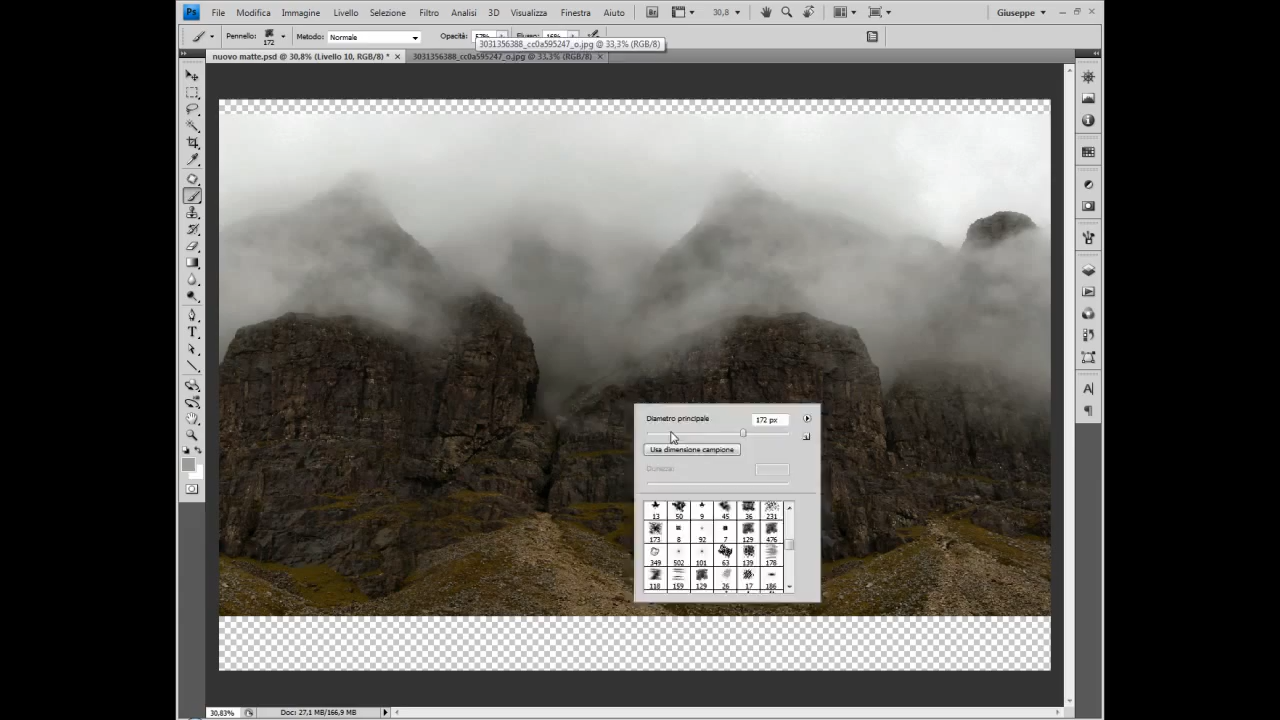 Ps File Modifica Immagine Livello Selezione Filtro Analisi 3D Visualizza Finestra Aiuto Br 30,8 Giuseppe
Pennello: 172 Metodo: Normale Opacità: 57% Flusso: 16%
3031356388_cc0a595247_o.jpg @ 33,3% (RGB/8)
nuovo matte.psd @ 30,8% (Livello 10, RGB/8) * 3031356388_cc0a595247_o.jpg @ 33,3% (RGB/8)
Diametro principale 172 px
Usa dimensione campione
Durezza:
13 50 9 45 36 231
173 8 92 7 129 476
349 502 101 63 139 178
118 159 129 26 17 186
T
A
30,83% Doc: 27,1 MB/166,9 MB